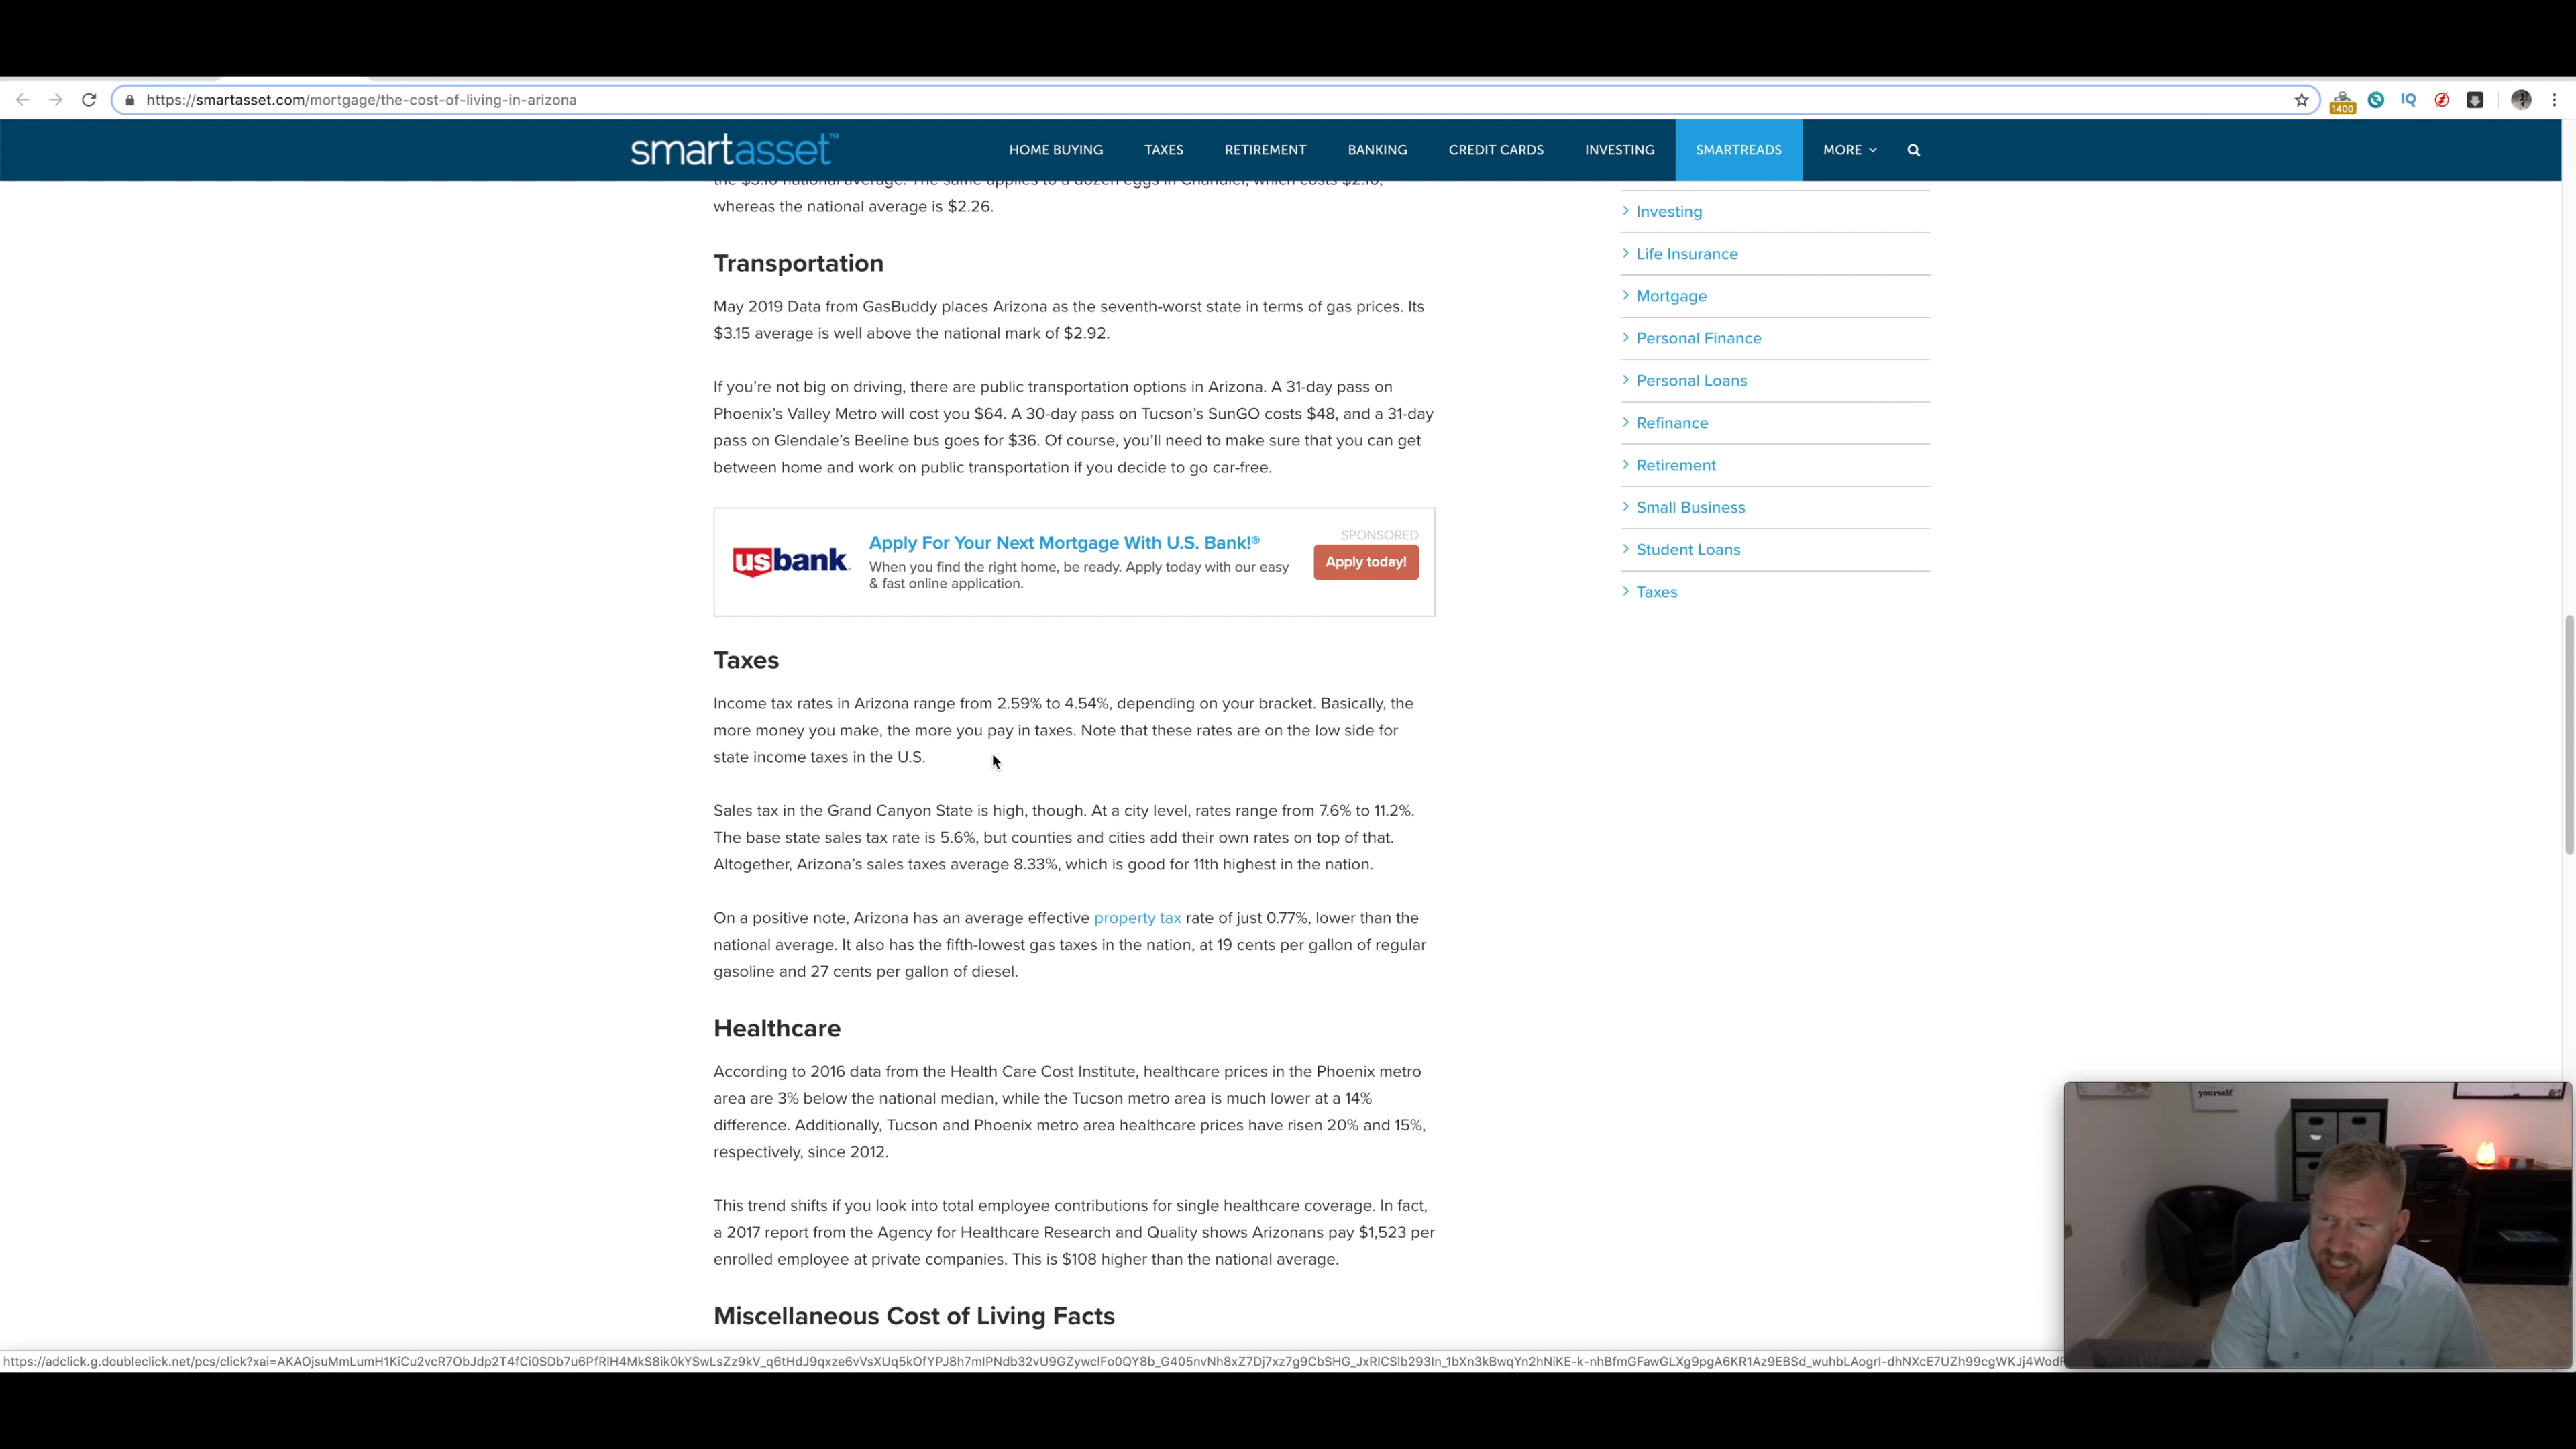 https://smartasset.com/mortgage/the-cost-of-living-in-arizona
1400
IQ
smartasset™
HOME BUYING
TAXES
RETIREMENT
BANKING
CREDIT CARDS
INVESTING
SMARTREADS
MORE
whereas the national average is $2.26.
Transportation
May 2019 Data from GasBuddy places Arizona as the seventh-worst state in terms of gas prices. Its
$3.15 average is well above the national mark of $2.92.
If you’re not big on driving, there are public transportation options in Arizona. A 31-day pass on
Phoenix’s Valley Metro will cost you $64. A 30-day pass on Tucson’s SunGO costs $48, and a 31-day
pass on Glendale’s Beeline bus goes for $36. Of course, you’ll need to make sure that you can get
between home and work on public transportation if you decide to go car-free.
usbank
Apply For Your Next Mortgage With U.S. Bank!®
When you find the right home, be ready. Apply today with our easy
& fast online application.
SPONSORED
Apply today!
Taxes
Income tax rates in Arizona range from 2.59% to 4.54%, depending on your bracket. Basically, the
more money you make, the more you pay in taxes. Note that these rates are on the low side for
state income taxes in the U.S.
Sales tax in the Grand Canyon State is high, though. At a city level, rates range from 7.6% to 11.2%.
The base state sales tax rate is 5.6%, but counties and cities add their own rates on top of that.
Altogether, Arizona’s sales taxes average 8.33%, which is good for 11th highest in the nation.
On a positive note, Arizona has an average effective property tax rate of just 0.77%, lower than the
national average. It also has the fifth-lowest gas taxes in the nation, at 19 cents per gallon of regular
gasoline and 27 cents per gallon of diesel.
Healthcare
According to 2016 data from the Health Care Cost Institute, healthcare prices in the Phoenix metro
area are 3% below the national median, while the Tucson metro area is much lower at a 14%
difference. Additionally, Tucson and Phoenix metro area healthcare prices have risen 20% and 15%,
respectively, since 2012.
This trend shifts if you look into total employee contributions for single healthcare coverage. In fact,
a 2017 report from the Agency for Healthcare Research and Quality shows Arizonans pay $1,523 per
enrolled employee at private companies. This is $108 higher than the national average.
Miscellaneous Cost of Living Facts
Investing
Life Insurance
Mortgage
Personal Finance
Personal Loans
Refinance
Retirement
Small Business
Student Loans
Taxes
yourself